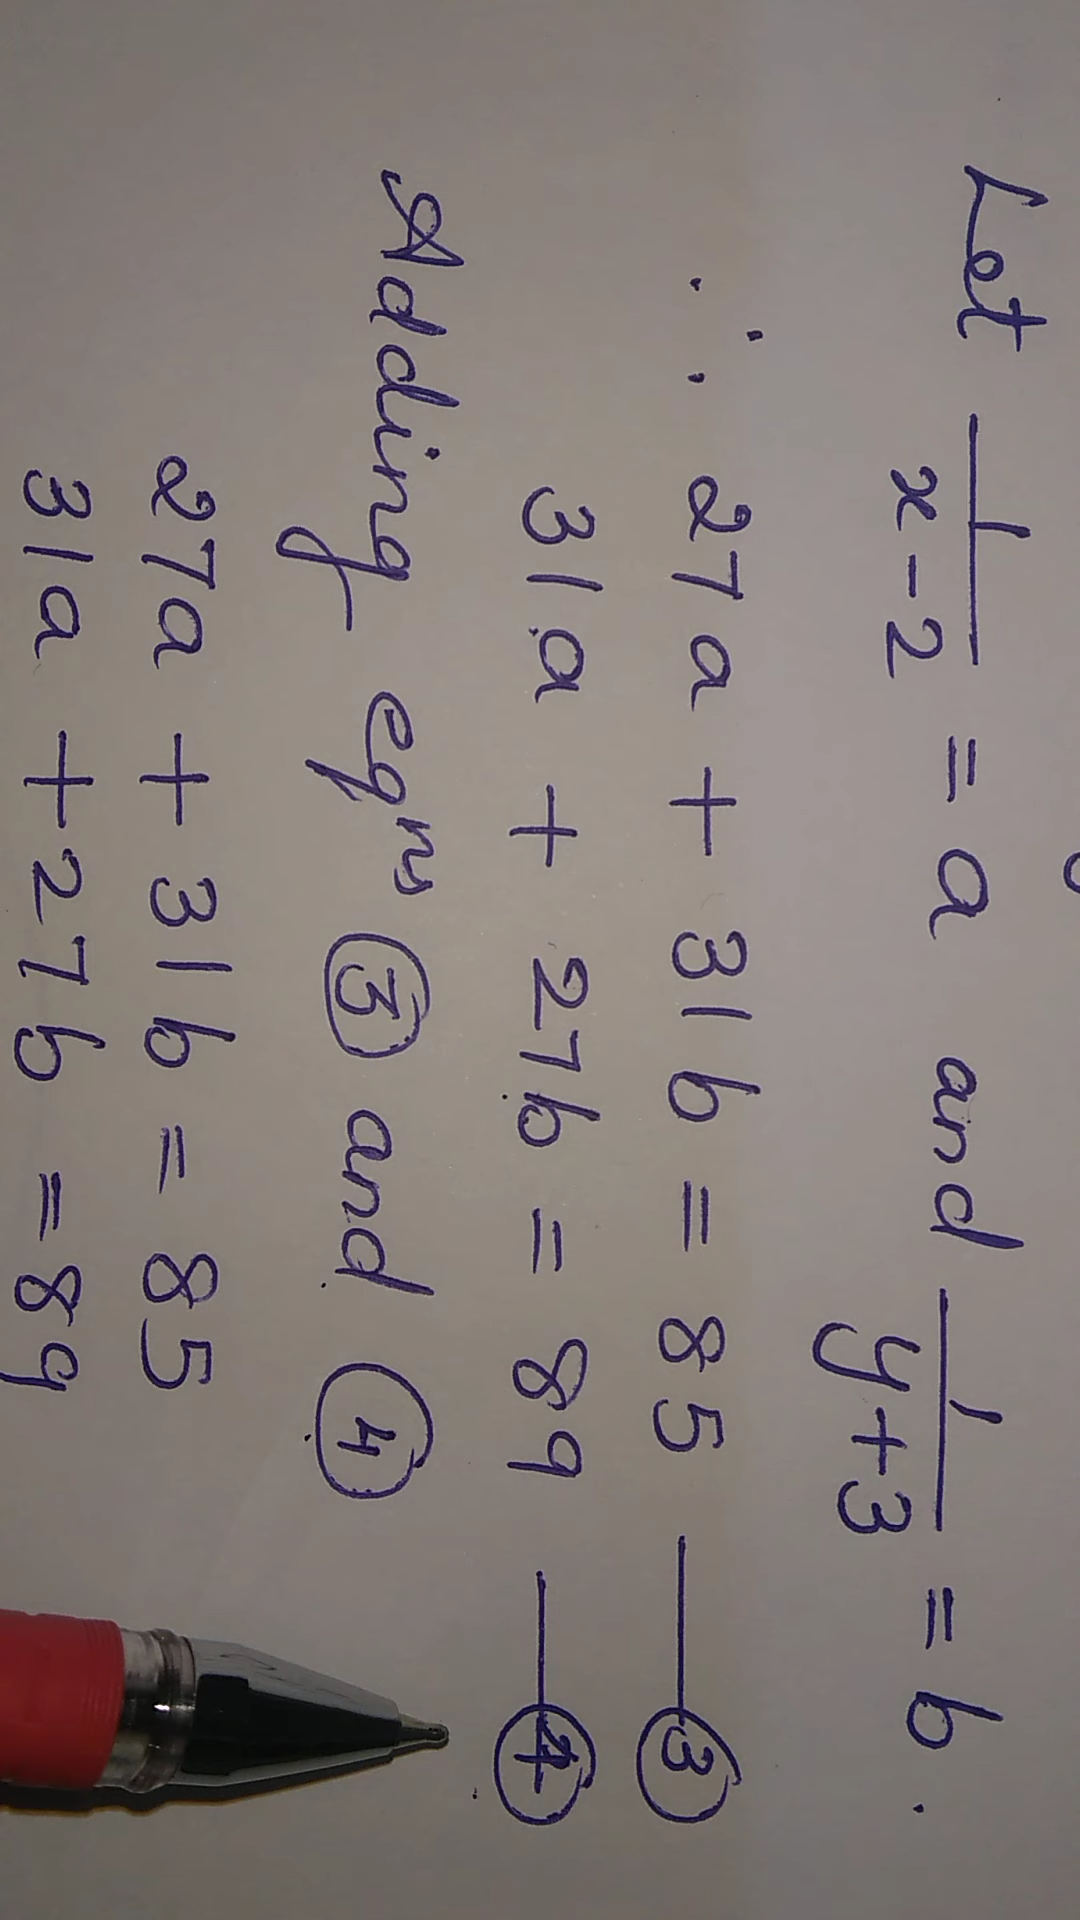 Let 1/(x-2) = a and 1/(y+3) = b.
∴ 27a + 31b = 85 — ③
31a + 27b = 89 — ④
Adding eqns ③ and ④
27a + 31b = 85
31a + 27b = 89